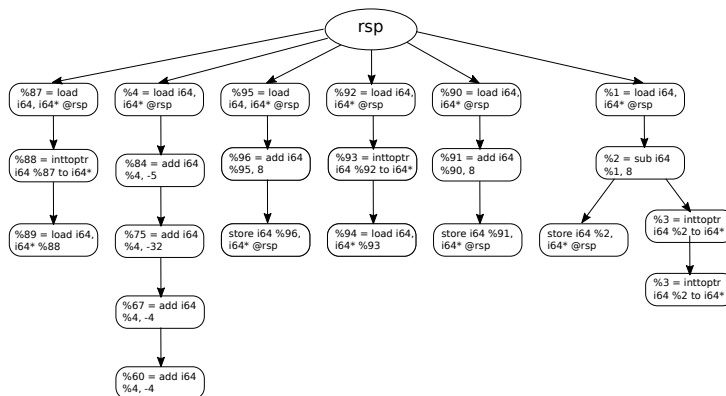 rsp
%87 = load
i64, i64* @rsp
%4 = load i64,
i64* @rsp
%95 = load
i64, i64* @rsp
%92 = load i64,
i64* @rsp
%90 = load i64,
i64* @rsp
%1 = load i64,
i64* @rsp
%88 = inttoptr
i64 %87 to i64*
%84 = add i64
%4, -5
%96 = add i64
%95, 8
%93 = inttoptr
i64 %92 to i64*
%91 = add i64
%90, 8
%2 = sub i64
%1, 8
%89 = load i64,
i64* %88
%75 = add i64
%4, -32
store i64 %96,
i64* @rsp
%94 = load i64,
i64* %93
store i64 %91,
i64* @rsp
store i64 %2,
i64* @rsp
%3 = inttoptr
i64 %2 to i64*
%67 = add i64
%4, -4
%3 = inttoptr
i64 %2 to i64*
%60 = add i64
%4, -4